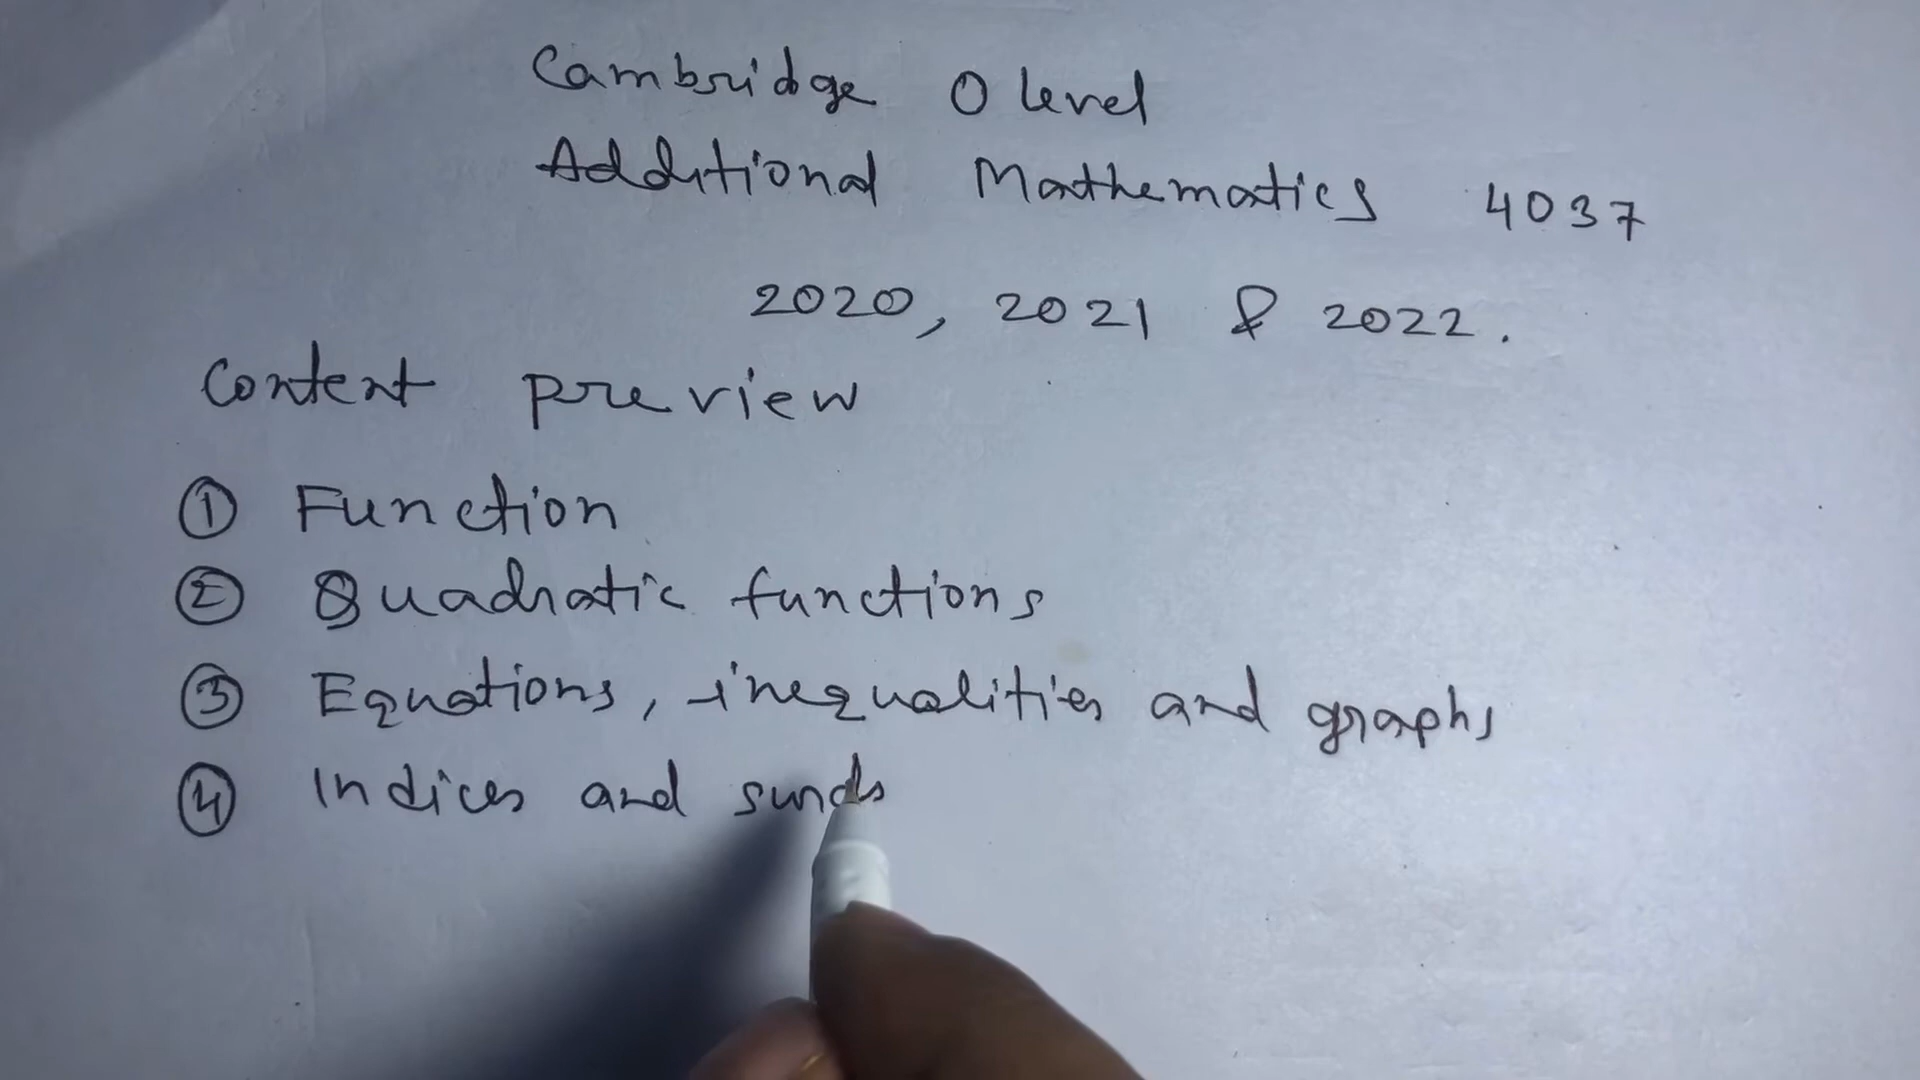 Cambridge O level
Additional Mathematics 4037
2020, 2021 & 2022.
Content preview
① Function
② Quadratic functions
③ Equations, inequalities and graphs
④ Indices and surds